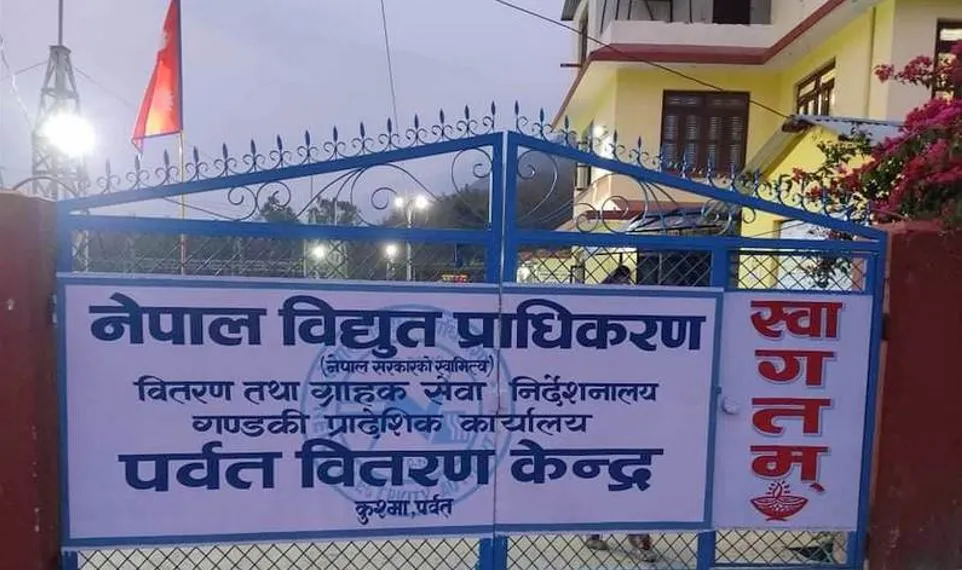 नेपाल विद्युत प्राधिकरण
(नेपाल सरकारको स्वामित्व)
वितरण तथा ग्राहक सेवा निर्देशनालय
गण्डकी प्रादेशिक कार्यालय
पर्वत वितरण केन्द्र
कुश्मा, पर्वत
स्वा
ग
त
म्